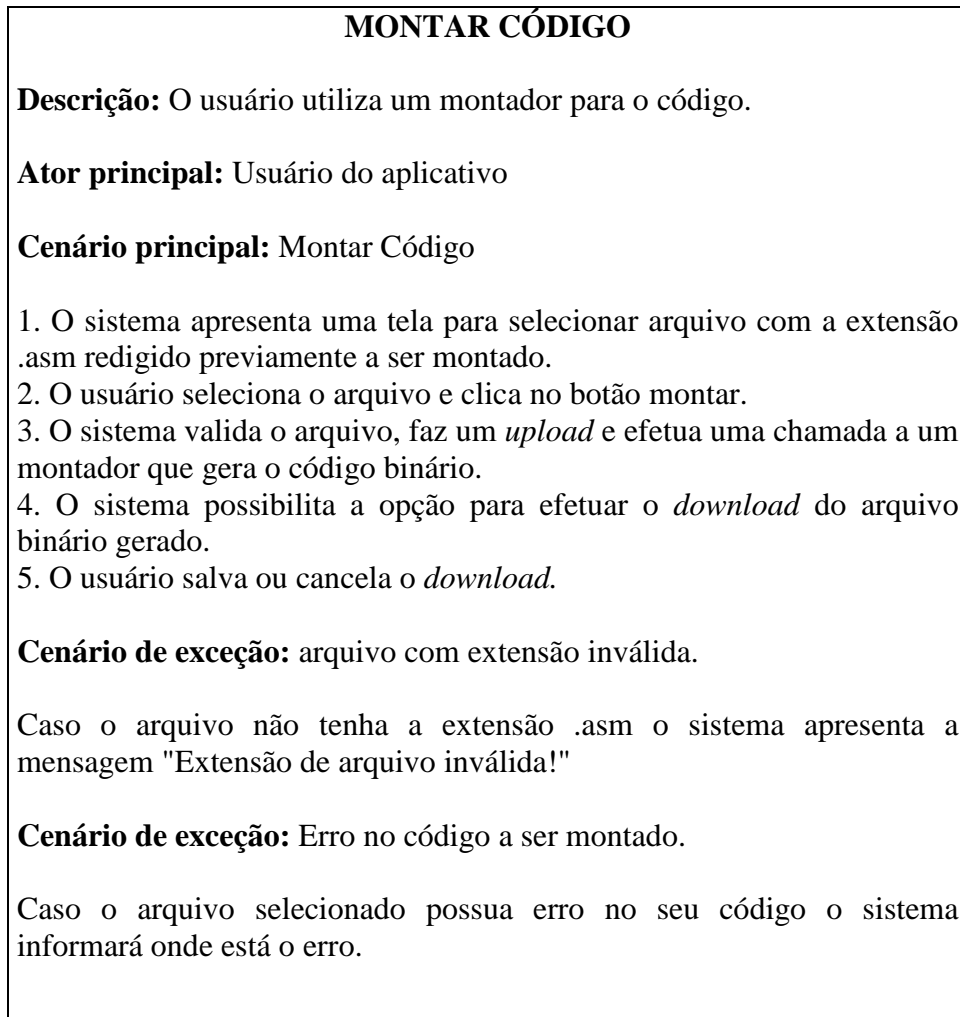 MONTAR CÓDIGO
Descrição: O usuário utiliza um montador para o código.
Ator principal: Usuário do aplicativo
Cenário principal: Montar Código
1. O sistema apresenta uma tela para selecionar arquivo com a extensão
.asm redigido previamente a ser montado.
2. O usuário seleciona o arquivo e clica no botão montar.
3. O sistema valida o arquivo, faz um upload e efetua uma chamada a um
montador que gera o código binário.
4. O sistema possibilita a opção para efetuar o download do arquivo
binário gerado.
5. O usuário salva ou cancela o download.
Cenário de exceção: arquivo com extensão inválida.
Caso o arquivo não tenha a extensão .asm o sistema apresenta a
mensagem "Extensão de arquivo inválida!"
Cenário de exceção: Erro no código a ser montado.
Caso o arquivo selecionado possua erro no seu código o sistema
informará onde está o erro.